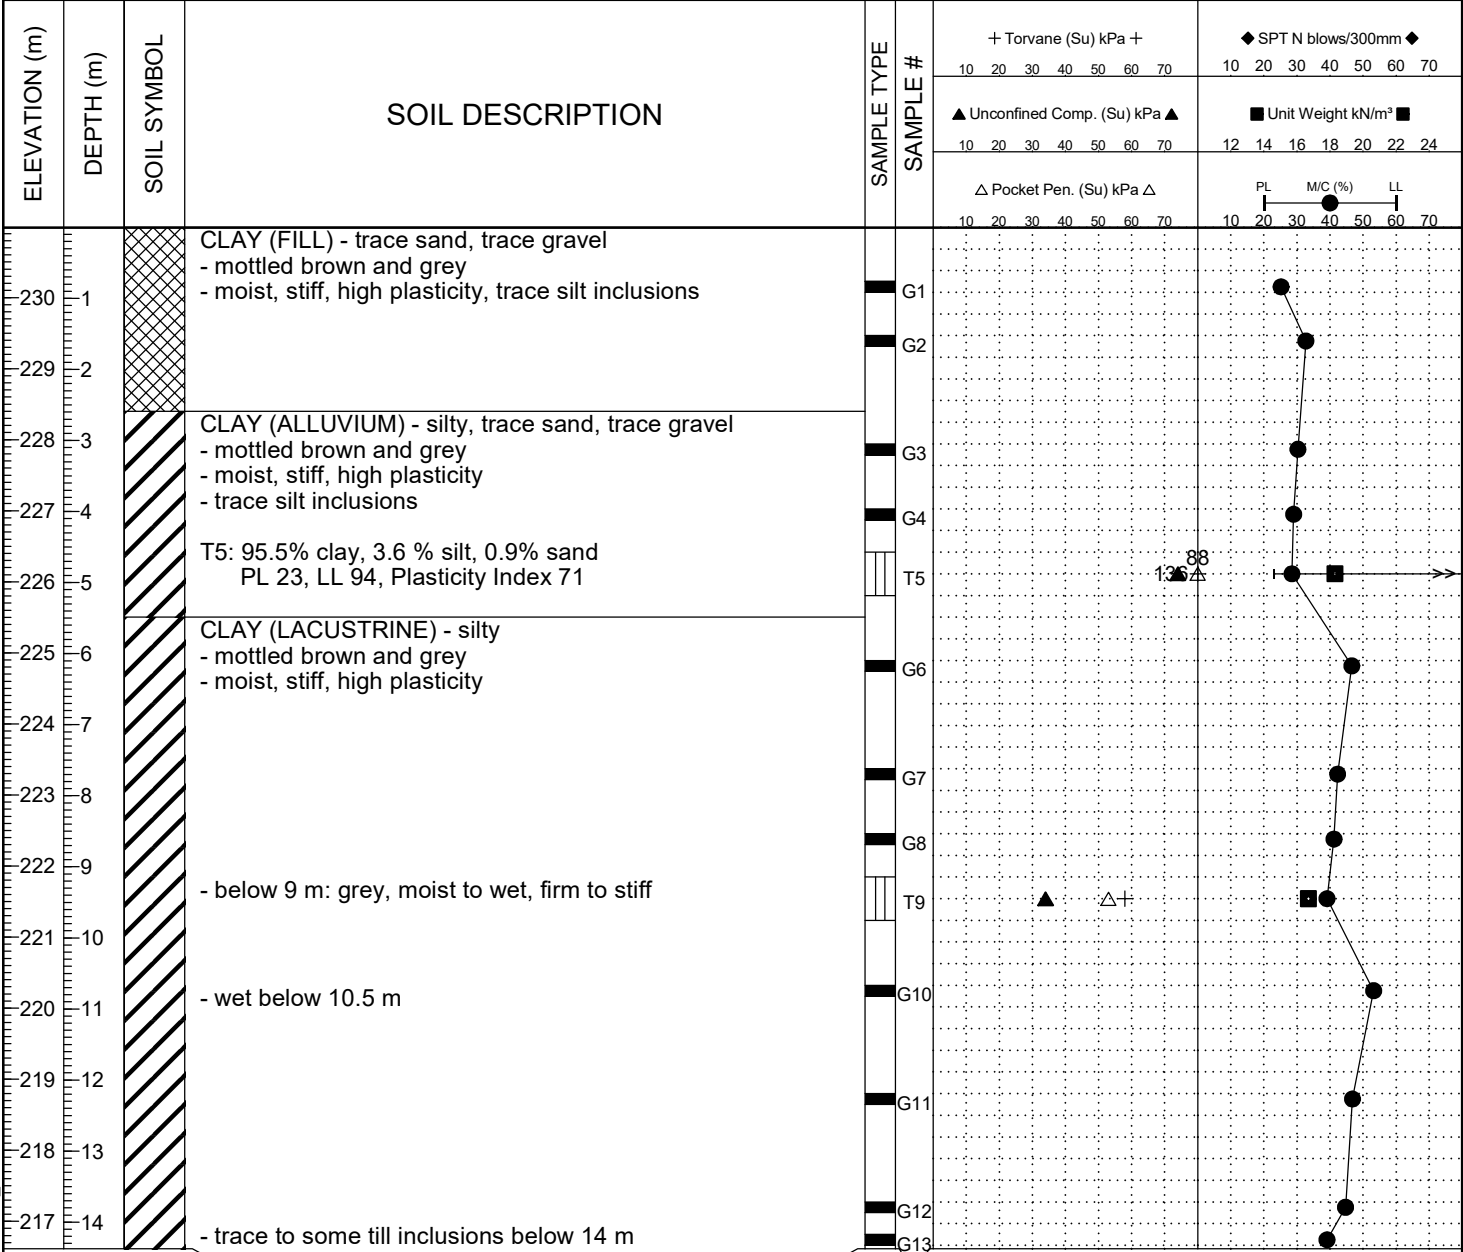 ELEVATION (m)
DEPTH (m)
SOIL SYMBOL
SOIL DESCRIPTION
SAMPLE TYPE
SAMPLE #
+ Torvane (Su) kPa +
10 20 30 40 50 60 70
▲ Unconfined Comp. (Su) kPa ▲
10 20 30 40 50 60 70
△ Pocket Pen. (Su) kPa △
10 20 30 40 50 60 70
◆ SPT N blows/300mm ◆
10 20 30 40 50 60 70
■ Unit Weight kN/m³ ■
12 14 16 18 20 22 24
PL M/C (%) LL
10 20 30 40 50 60 70
CLAY (FILL) - trace sand, trace gravel
- mottled brown and grey
- moist, stiff, high plasticity, trace silt inclusions
230 1 G1
G2
229 2
CLAY (ALLUVIUM) - silty, trace sand, trace gravel
228 3
- mottled brown and grey
G3
- moist, stiff, high plasticity
- trace silt inclusions
227 4 G4
T5: 95.5% clay, 3.6 % silt, 0.9% sand
88
PL 23, LL 94, Plasticity Index 71
226 5 T5 136
CLAY (LACUSTRINE) - silty
225 6
- mottled brown and grey
G6
- moist, stiff, high plasticity
224 7
G7
223 8
G8
222 9
- below 9 m: grey, moist to wet, firm to stiff
T9
221 10
G10
- wet below 10.5 m
220 11
219 12
G11
218 13
G12
217 14
- trace to some till inclusions below 14 m
G13